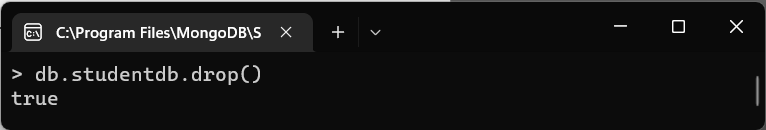 C:\Program Files\MongoDB\S
> db.studentdb.drop()
true